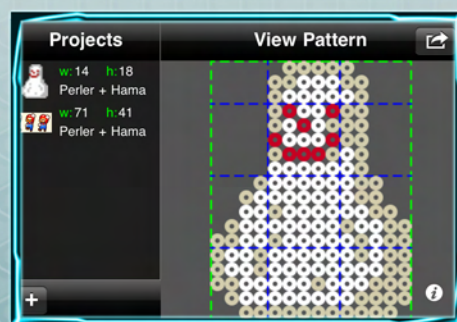 Projects
View Pattern
w:14 h:18
Perler + Hama
w:71 h:41
Perler + Hama
+
i